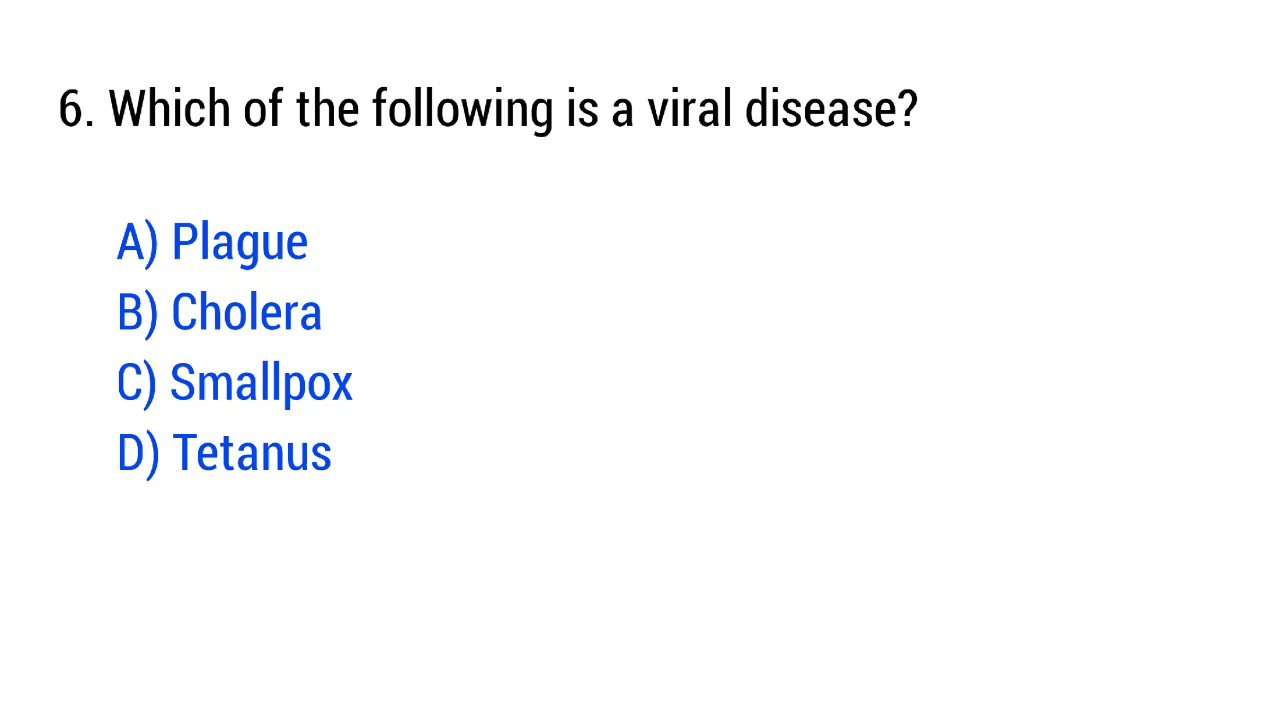 6. Which of the following is a viral disease?
A) Plague
B) Cholera
C) Smallpox
D) Tetanus